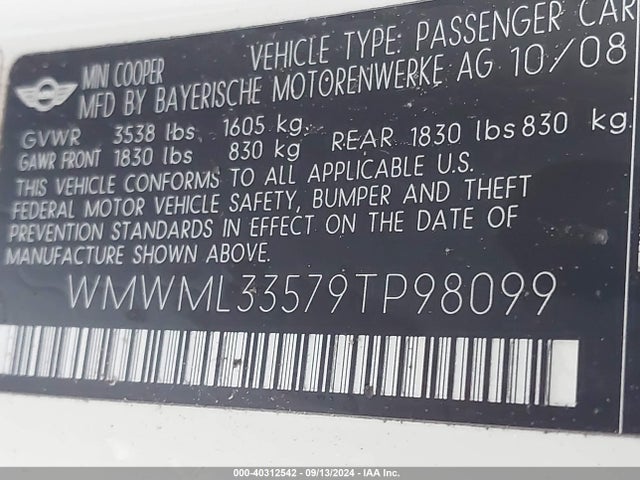 VEHICLE TYPE: PASSENGER CAR
MINI COOPER
MFD BY BAYERISCHE MOTORENWERKE AG 10/08
GVWR 3538 lbs 1605 kg
GAWR FRONT 1830 lbs 830 kg REAR 1830 lbs 830 kg
THIS VEHICLE CONFORMS TO ALL APPLICABLE U.S.
FEDERAL MOTOR VEHICLE SAFETY, BUMPER AND THEFT
PREVENTION STANDARDS IN EFFECT ON THE DATE OF
MANUFACTURE SHOWN ABOVE.
WMWML33579TP98099
000-40312542 - 09/13/2024 - IAA Inc.